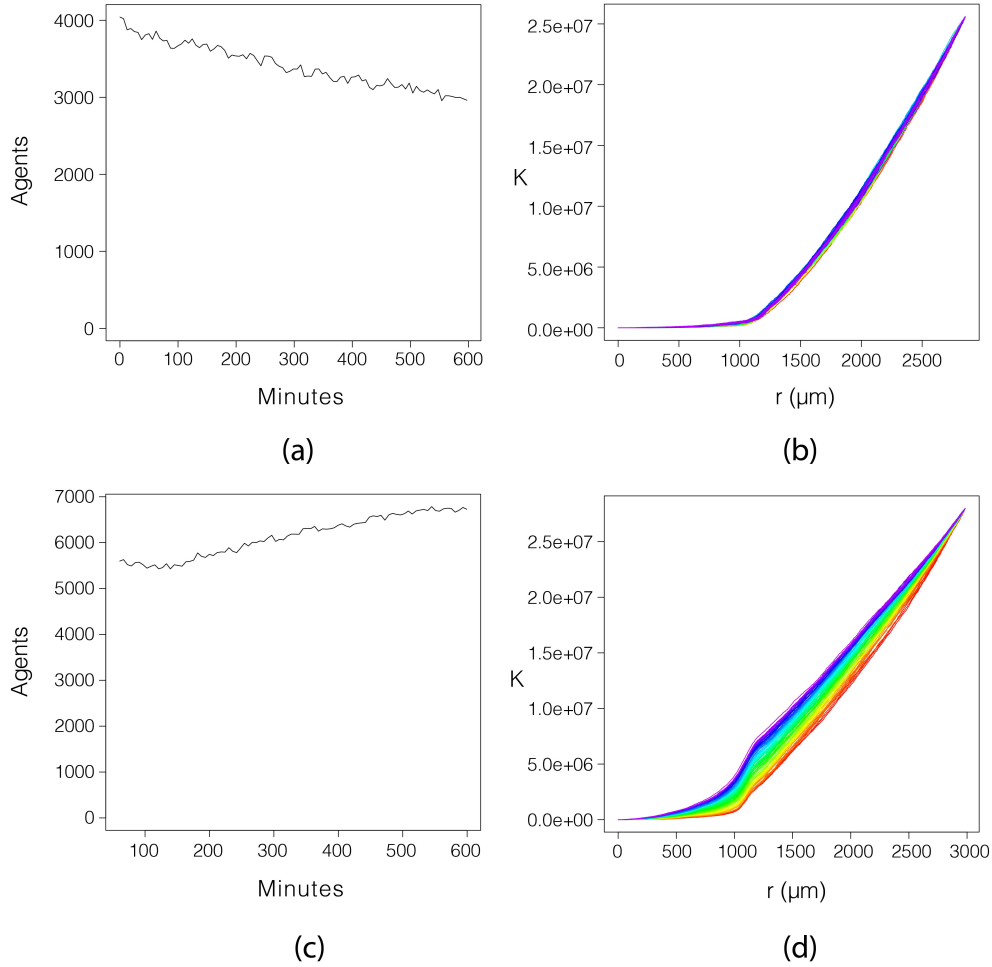 4000
3000
2000
1000
0
Agents
0 100 200 300 400 500 600
Minutes
(a)
2.5e+07
2.0e+07
1.5e+07
K
1.0e+07
5.0e+06
0.0e+00
0 500 1000 1500 2000 2500
r (µm)
(b)
7000
6000
5000
4000
3000
2000
1000
0
Agents
100 200 300 400 500 600
Minutes
(c)
2.5e+07
2.0e+07
1.5e+07
K
1.0e+07
5.0e+06
0.0e+00
0 500 1000 1500 2000 2500 3000
r (µm)
(d)